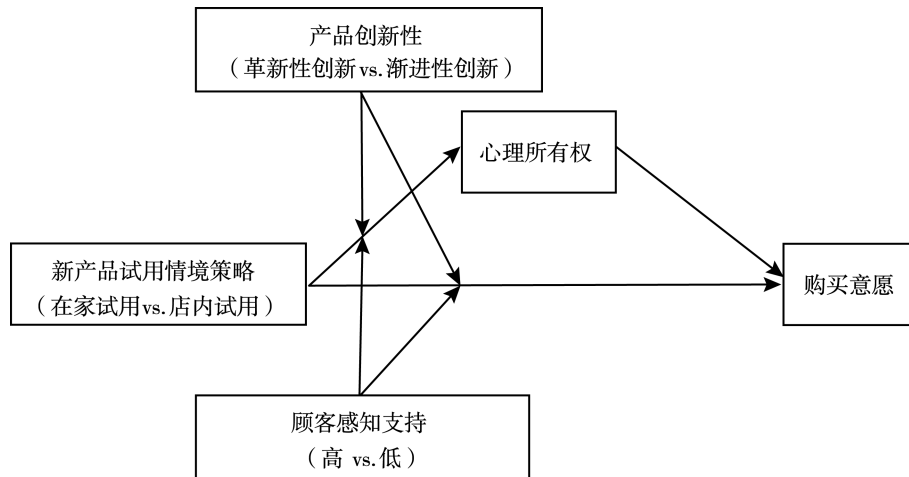 产品创新性
（革新性创新vs.渐进性创新）
心理所有权
新产品试用情境策略
（在家试用vs.店内试用）
购买意愿
顾客感知支持
（高 vs.低）